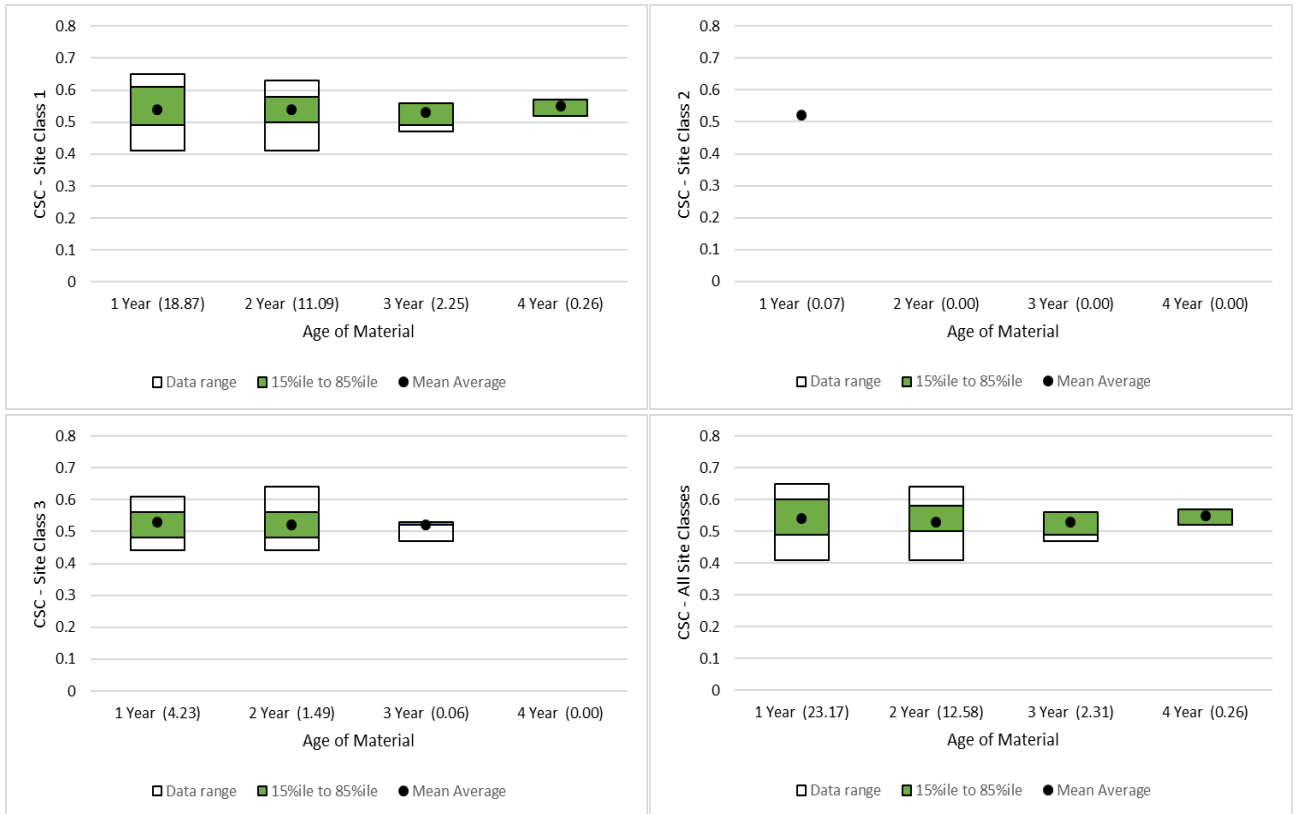 CSC - Site Class 1
0.8
0.7
0.6
0.5
0.4
0.3
0.2
0.1
0
1 Year (18.87) 2 Year (11.09) 3 Year (2.25) 4 Year (0.26)
Age of Material
Data range 15%ile to 85%ile Mean Average
CSC - Site Class 2
0.8
0.7
0.6
0.5
0.4
0.3
0.2
0.1
0
1 Year (0.07) 2 Year (0.00) 3 Year (0.00) 4 Year (0.00)
Age of Material
Data range 15%ile to 85%ile Mean Average
CSC - Site Class 3
0.8
0.7
0.6
0.5
0.4
0.3
0.2
0.1
0
1 Year (4.23) 2 Year (1.49) 3 Year (0.06) 4 Year (0.00)
Age of Material
Data range 15%ile to 85%ile Mean Average
CSC - All Site Classes
0.8
0.7
0.6
0.5
0.4
0.3
0.2
0.1
0
1 Year (23.17) 2 Year (12.58) 3 Year (2.31) 4 Year (0.26)
Age of Material
Data range 15%ile to 85%ile Mean Average